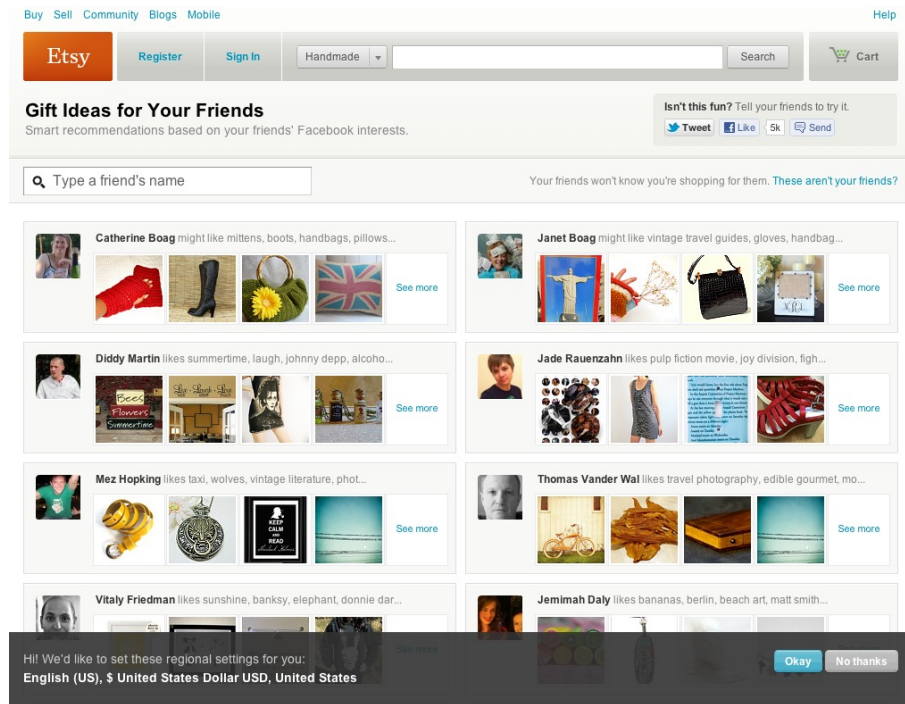 Buy Sell Community Blogs Mobile
Help
Etsy
Register
Sign In
Handmade
Search
Cart
Gift Ideas for Your Friends
Smart recommendations based on your friends' Facebook interests.
Isn't this fun? Tell your friends to try it.
Tweet Like 5k Send
Type a friend's name
Your friends won't know you're shopping for them. These aren't your friends?
Catherine Boag might like mittens, boots, handbags, pillows...
See more
Janet Boag might like vintage travel guides, gloves, handbag...
See more
Diddy Martin likes summertime, laugh, johnny depp, alcoho...
Bees
Flowers
Summertime
Live - Laugh - Love
See more
Jade Rauenzahn likes pulp fiction movie, joy division, figh...
See more
Mez Hopking likes taxi, wolves, vintage literature, phot...
KEEP
CALM
AND
READ
Sherlock Holmes
See more
Thomas Vander Wal likes travel photography, edible gourmet, mo...
See more
Vitaly Friedman likes sunshine, banksy, elephant, donnie dar...
See more
Jemimah Daly likes bananas, berlin, beach art, matt smith...
See more
Hi! We'd like to set these regional settings for you:
English (US), $ United States Dollar USD, United States
Okay
No thanks